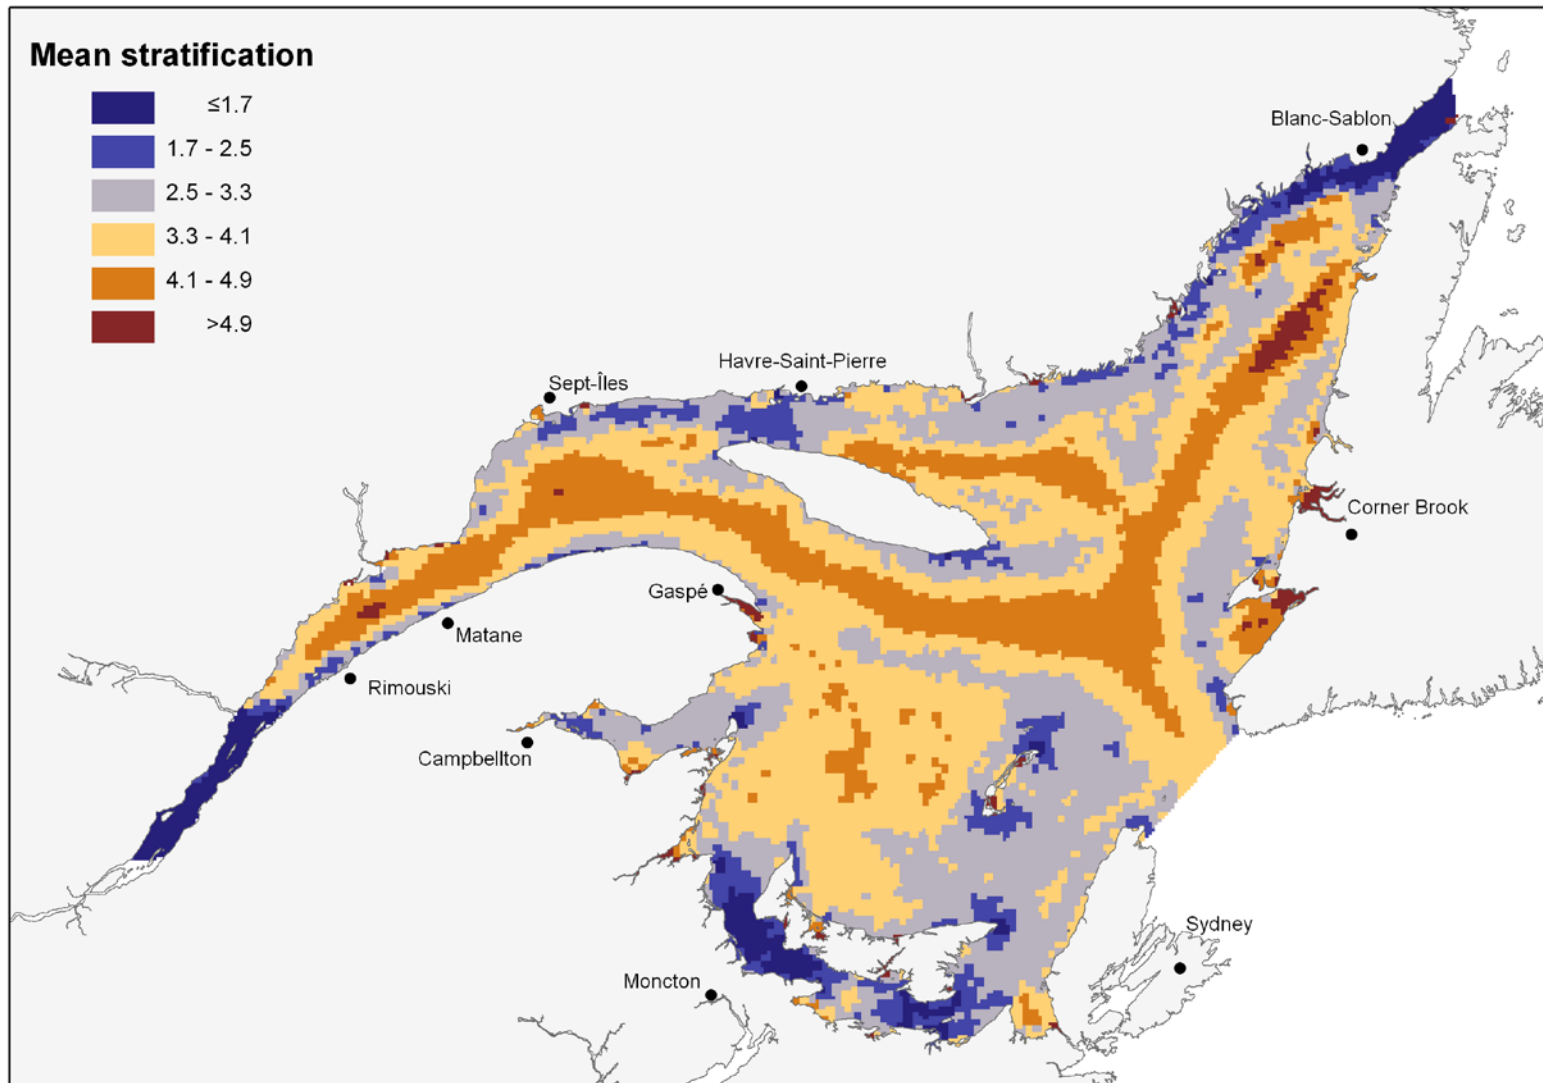 Mean stratification
≤1.7
1.7 - 2.5
2.5 - 3.3
3.3 - 4.1
4.1 - 4.9
>4.9
Blanc-Sablon
Havre-Saint-Pierre
Sept-Îles
Corner Brook
Gaspé
Matane
Rimouski
Campbellton
Sydney
Moncton